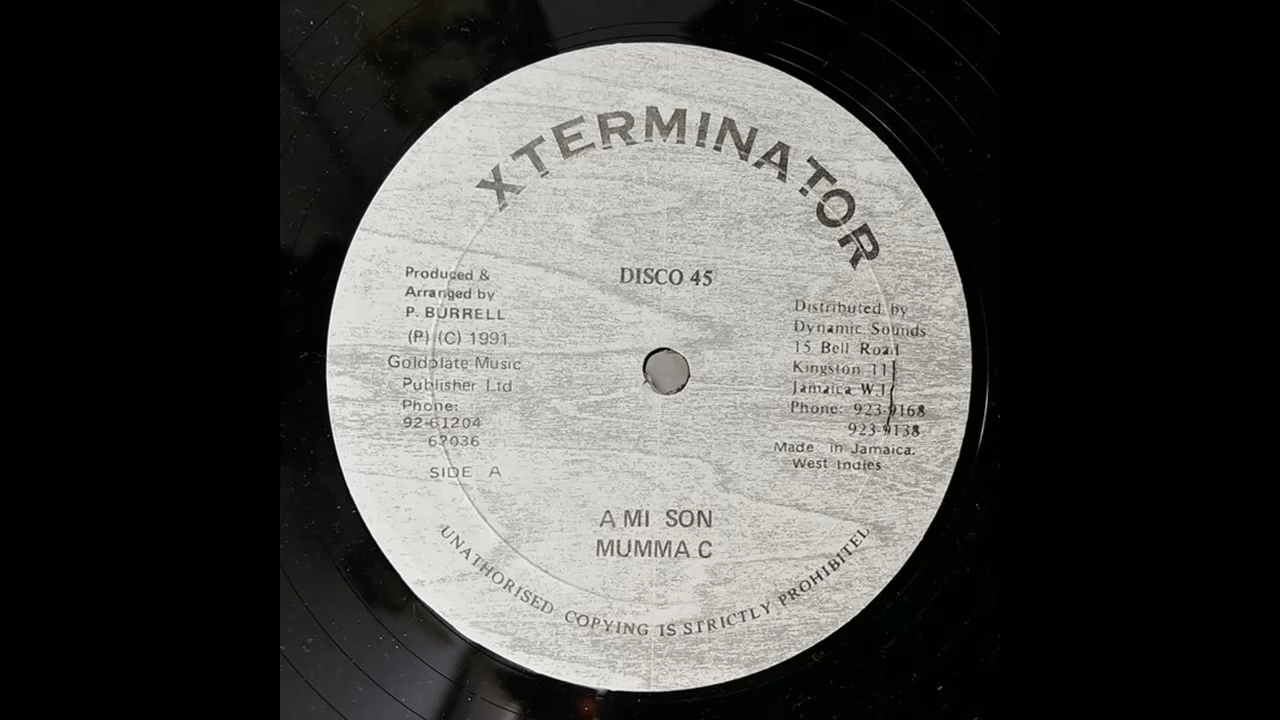 XTERMINATOR
DISCO 45
Produced &
Arranged by
P. BURRELL
(P) (C) 1991
Goldplate Music
Publisher Ltd
Phone:
92-61204
67036
SIDE A
Distributed by
Dynamic Sounds
15 Bell Road
Kingston 11
Jamaica W.I
Phone: 923-9168
923-9138
Made in Jamaica.
West Indies
A MI SON
MUMMA C
UNATHORISED COPYING IS STRICTLY PROHIBITED